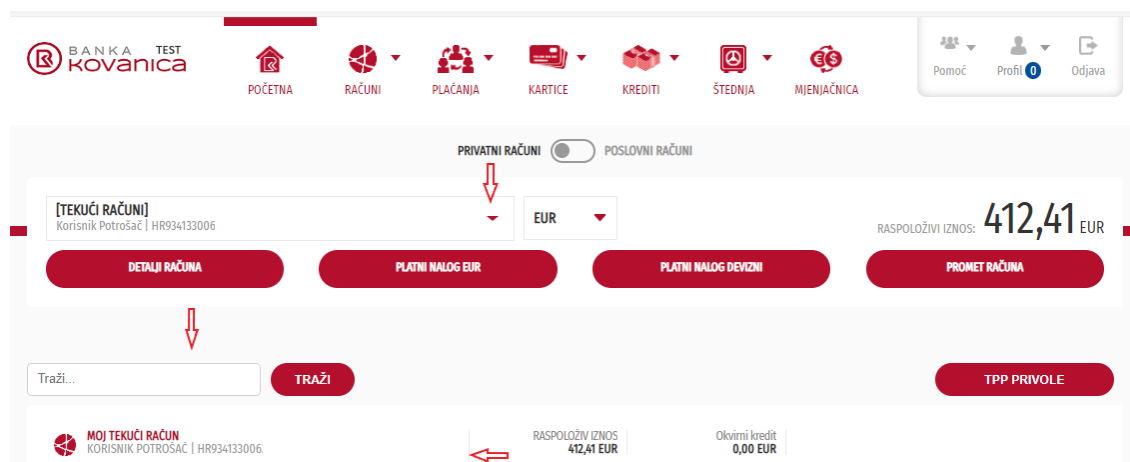 BANKA TEST
Kovanica
POČETNA
RAČUNI
PLAĆANJA
KARTICE
KREDITI
ŠTEDNJA
MJENJAČNICA
Pomoć
Profil 0
Odjava
PRIVATNI RAČUNI
POSLOVNI RAČUNI
[TEKUĆI RAČUNI]
Korisnik Potrošač | HR934133006
EUR
RASPOLOŽIVI IZNOS: 412,41 EUR
DETALJI RAČUNA
PLATNI NALOG EUR
PLATNI NALOG DEVIZNI
PROMET RAČUNA
Traži...
TRAŽI
TPP PRIVOLE
MOJ TEKUĆI RAČUN
KORISNIK POTROŠAČ | HR934133006
RASPOLOŽIV IZNOS
412,41 EUR
Okvirni kredit
0,00 EUR